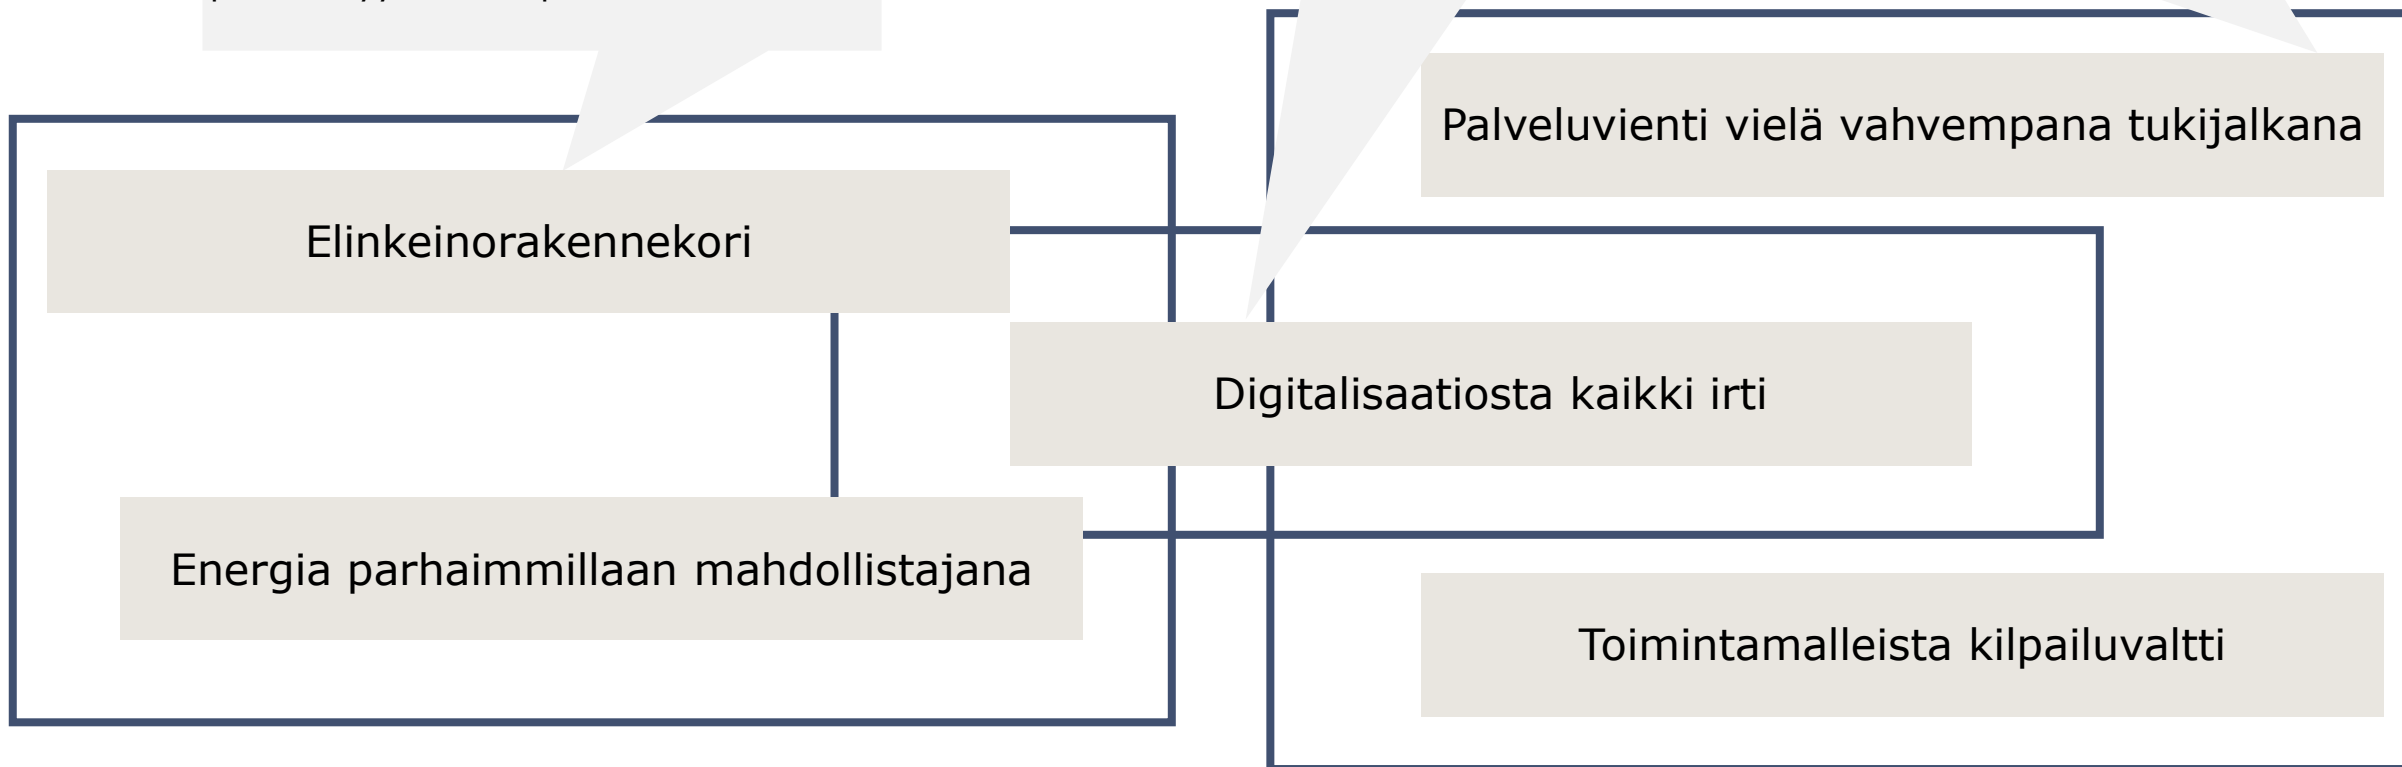 Palveluvienti vielä vahvempana tukijalkana
Elinkeinorakennekori
Digitalisaatiosta kaikki irti
Energia parhaimmillaan mahdollistajana
Toimintamalleista kilpailuvaltti